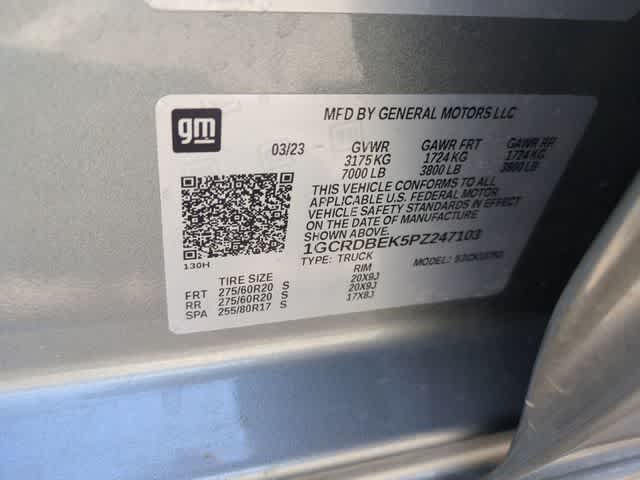 gm
MFD BY GENERAL MOTORS LLC
03/23 GVWR GAWR FRT GAWR RR
3175 KG 1724 KG 1724 KG
7000 LB 3800 LB 3800 LB
THIS VEHICLE CONFORMS TO ALL
APPLICABLE U.S. FEDERAL MOTOR
VEHICLE SAFETY STANDARDS IN EFFECT
ON THE DATE OF MANUFACTURE
SHOWN ABOVE.
1GCRDBEK5PZ247103
130H
TYPE: TRUCK MODEL:
TIRE SIZE RIM
FRT 275/60R20 S 20X9J
RR 275/60R20 S 20X9J
SPA 255/80R17 S 17X8J